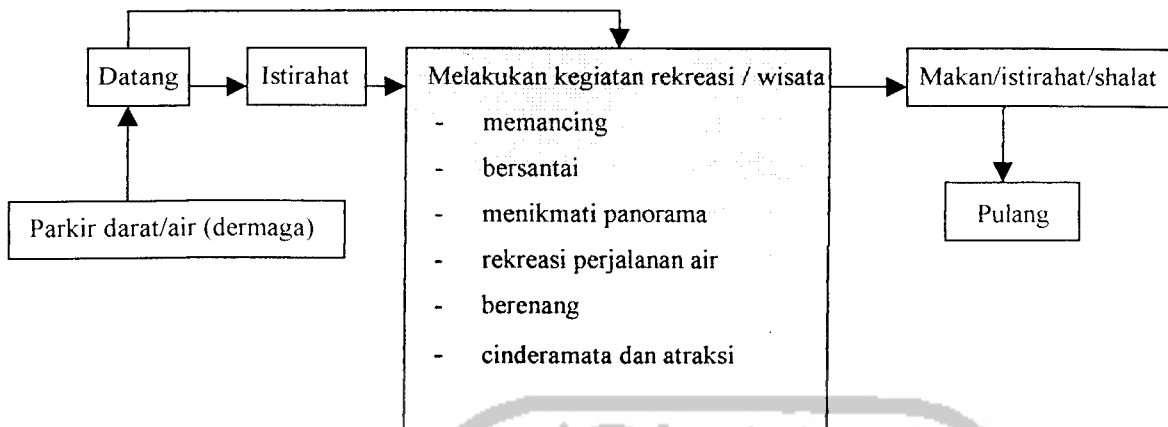 Datang
Istirahat
Melakukan kegiatan rekreasi / wisata
- memancing
- bersantai
- menikmati panorama
- rekreasi perjalanan air
- berenang
- cinderamata dan atraksi
Makan/istirahat/shalat
Pulang
Parkir darat/air (dermaga)